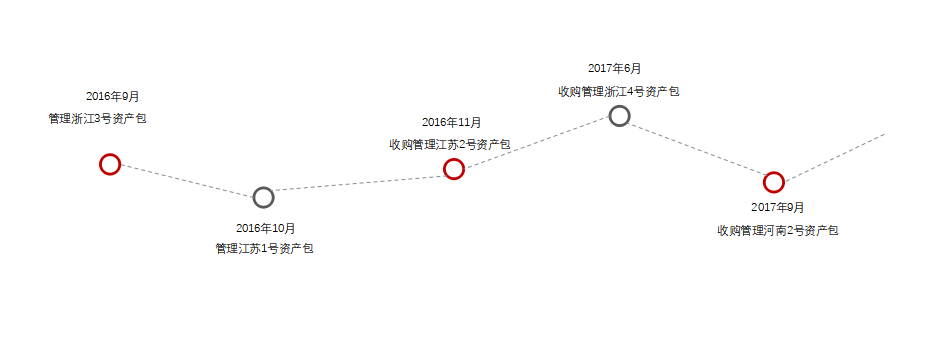 2016年9月
管理浙江3号资产包
2016年10月
管理江苏1号资产包
2016年11月
收购管理江苏2号资产包
2017年6月
收购管理浙江4号资产包
2017年9月
收购管理河南2号资产包